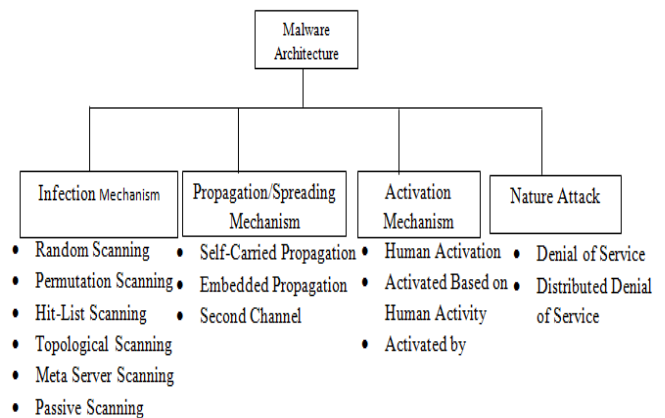 Malware
Architecture
Infection Mechanism
• Random Scanning
• Permutation Scanning
• Hit-List Scanning
• Topological Scanning
• Meta Server Scanning
• Passive Scanning
Propagation/Spreading
Mechanism
• Self-Carried Propagation
• Embedded Propagation
• Second Channel
Activation
Mechanism
• Human Activation
• Activated Based on
Human Activity
• Activated by
Nature Attack
• Denial of Service
• Distributed Denial
of Service